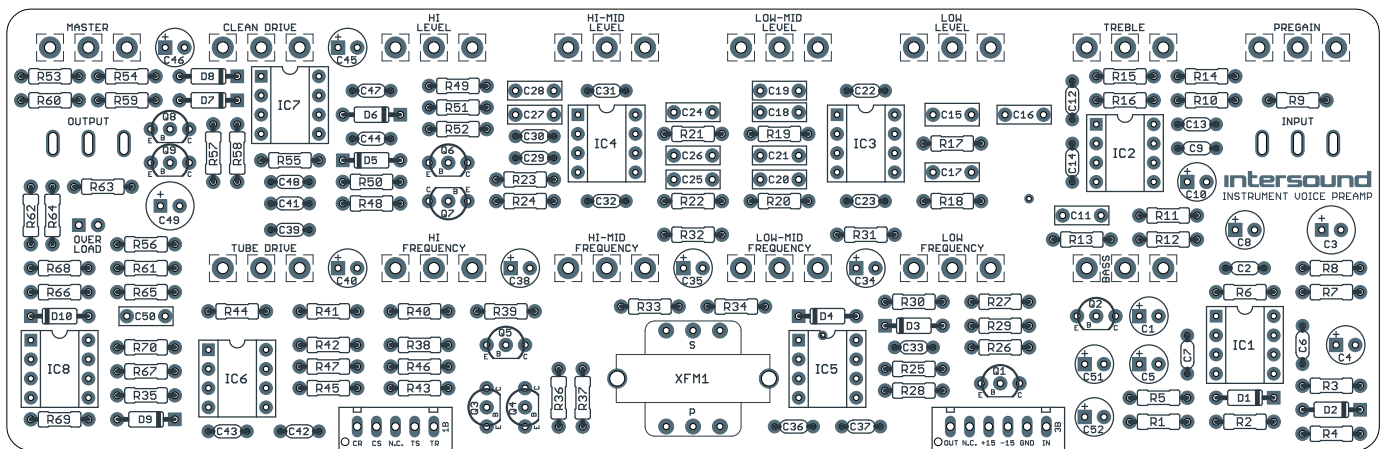 MASTER
CLEAN DRIVE
HI
LEVEL
HI-MID
LEVEL
LOW-MID
LEVEL
LOW
LEVEL
TREBLE
PREGAIN
C46
C45
R53 R54 D8
R60 R59 D7
IC7
C47
D6
C44
R49
R51
R52
C28
C27
C30
C29
C31
IC4
C24
R21
C26
C25
C19
C18
R19
C21
C20
C22
IC3
C15
C16
R17
C17
C12
C14
R15
R16
IC2
R14
R10
C13
C9
R9
OUTPUT
INPUT
Q8
E B C
Q9
E B C
R57
R58
R55
C48
C41
C39
D5
R50
R48
Q6
E B C
C E
B
Q7
R23
R24
C32
R22
R20
C23
R18
C10
intersound
INSTRUMENT VOICE PREAMP
R63
R62
R64
C49
OVER
LOAD
R56
R32
R31
C11
R11
R13
R12
C8
C3
TUBE DRIVE
HI
FREQUENCY
HI-MID
FREQUENCY
LOW-MID
FREQUENCY
LOW
FREQUENCY
BASS
R68
R61
R66
R65
C40
C38
C35
C34
C2
R8
R6
R7
D10
C50
R44
R41
R40
R39
R33
R34
D4
R30
D3
C33
R27
R29
R26
Q2
E B C
C1
IC8
R70
R67
R35
IC6
R42
R47
R45
R38
R46
R43
Q5
E B C
S
XFM1
P
IC5
R25
R28
Q1
E B C
C51
C5
C7
IC1
C6
C4
R3
R69
D9
C43
C42
Q3
C
B
E
Q4
C
B
E
R36
R37
C36
C37
R5
R1
D1
R2
D2
R4
C52
1B
CR CS N.C. TS TR
3B
OUT N.C. +15 -15 GND IN